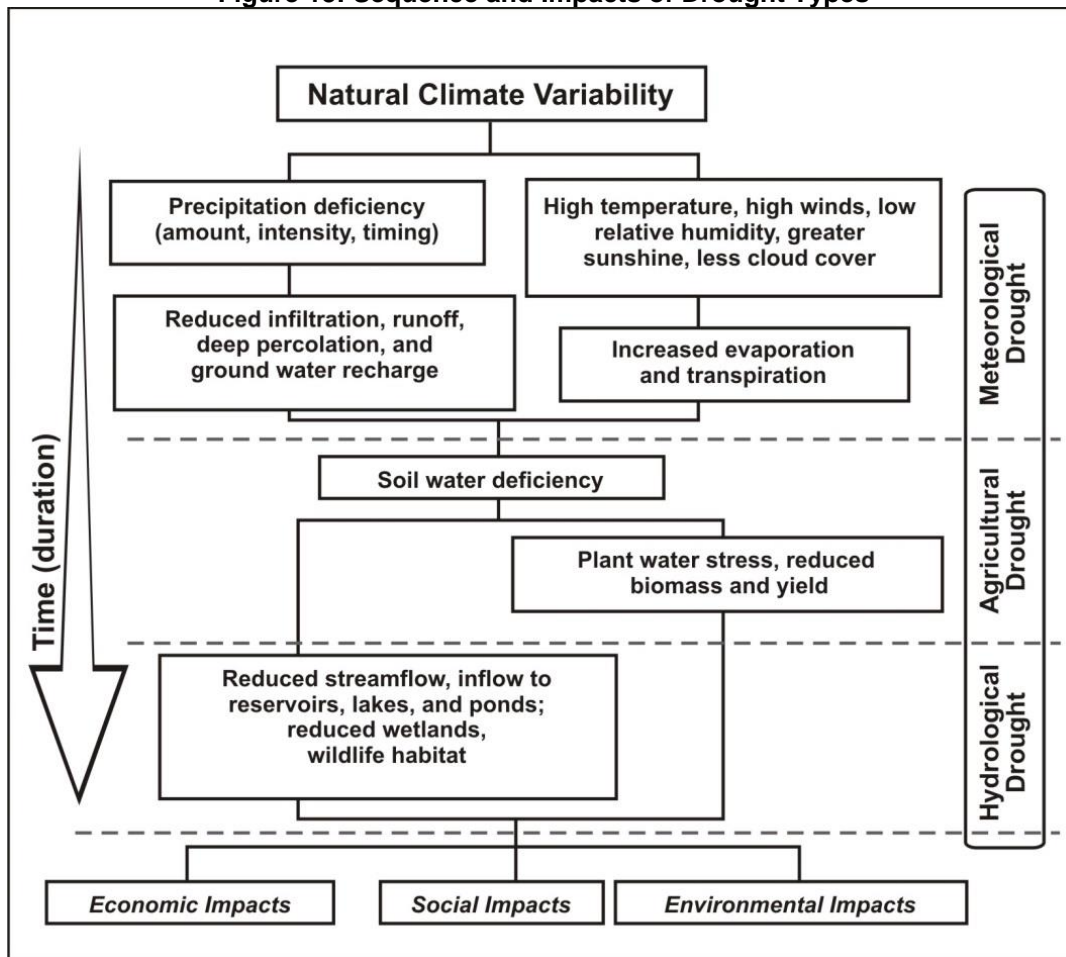 Natural Climate Variability
Precipitation deficiency
(amount, intensity, timing)
High temperature, high winds, low
relative humidity, greater
sunshine, less cloud cover
Reduced infiltration, runoff,
deep percolation, and
ground water recharge
Increased evaporation
and transpiration
Meteorological
Drought
Time (duration)
Soil water deficiency
Plant water stress, reduced
biomass and yield
Agricultural
Drought
Reduced streamflow, inflow to
reservoirs, lakes, and ponds;
reduced wetlands,
wildlife habitat
Hydrological
Drought
Economic Impacts
Social Impacts
Environmental Impacts